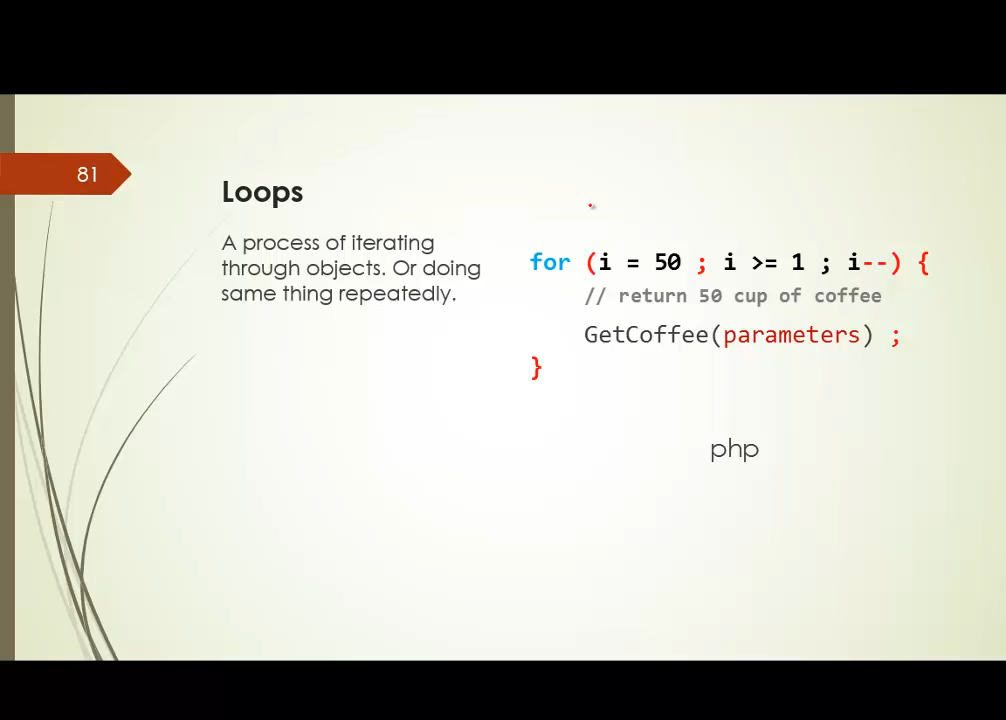 81
Loops
A process of iterating
through objects. Or doing
same thing repeatedly.
for (i = 50 ; i >= 1 ; i--) {
// return 50 cup of coffee
GetCoffee(parameters) ;
}
php